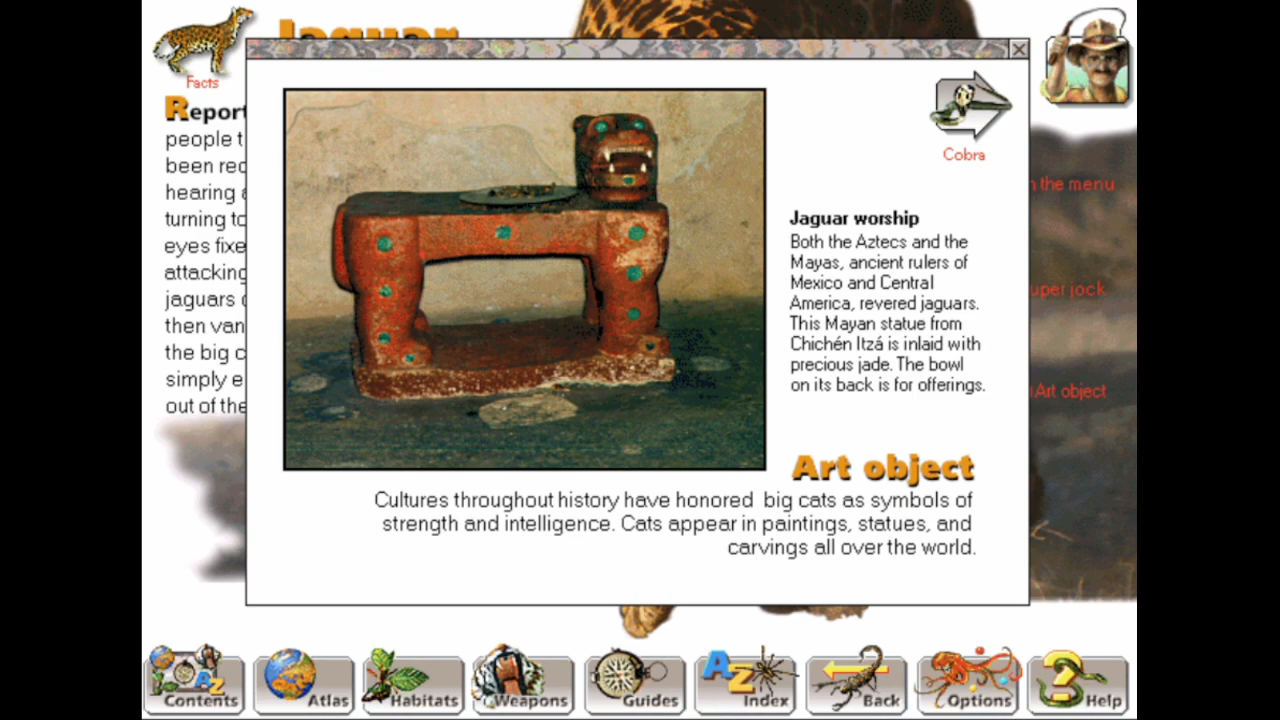 Jaguar
Facts
Report
people t
been rec
hearing a
turning to
eyes fixe
attacking
jaguars
then van
the big c
simply e
out of the
Cobra
Jaguar worship
Both the Aztecs and the
Mayas, ancient rulers of
Mexico and Central
America, revered jaguars.
This Mayan statue from
Chichén Itzá is inlaid with
precious jade. The bowl
on its back is for offerings.
Art object
Cultures throughout history have honored big cats as symbols of
strength and intelligence. Cats appear in paintings, statues, and
carvings all over the world.
the menu
uper jock
Art object
Contents
Atlas
Habitats
Weapons
Guides
AZ Index
Back
Options
? Help